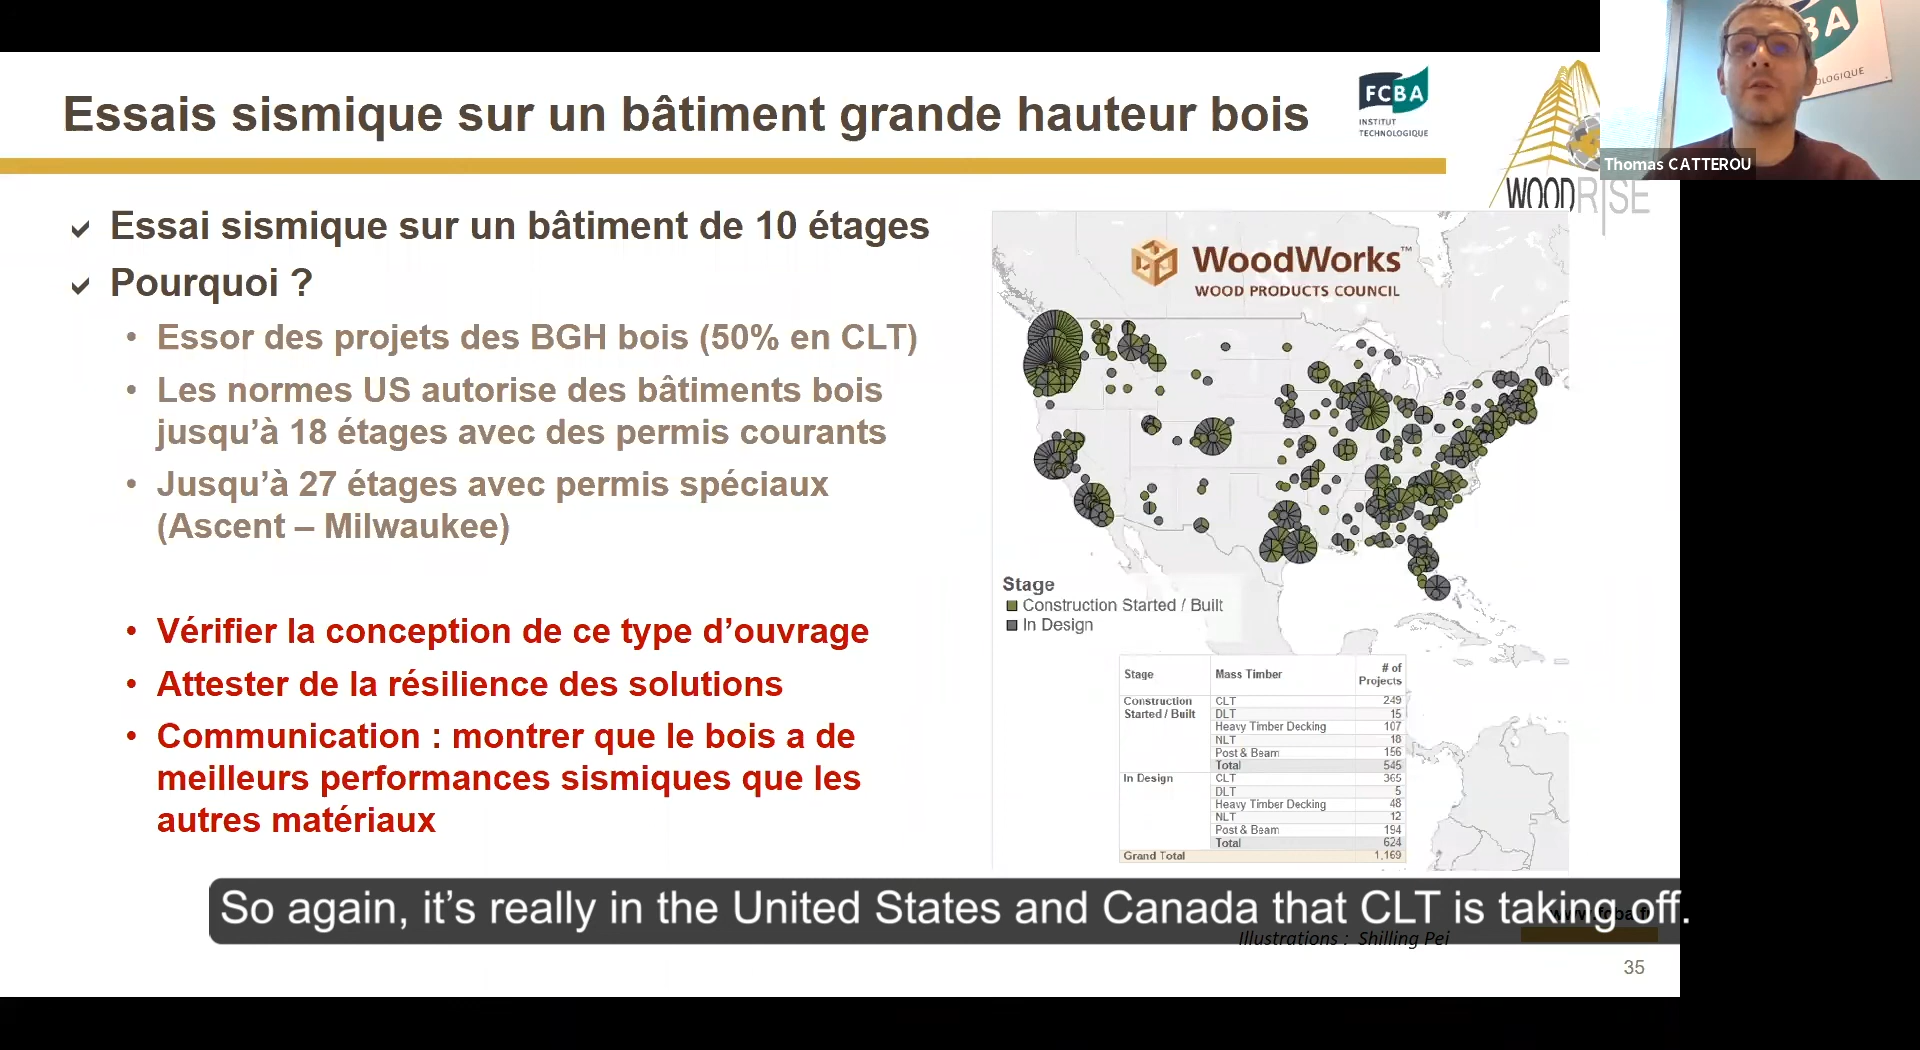 Essais sismique sur un bâtiment grande hauteur bois
FCBA
INSTITUT
TECHNOLOGIQUE
WOODRISE
BA
OLOGIQUE
Thomas CATTEROU
Essai sismique sur un bâtiment de 10 étages
Pourquoi ?
• Essor des projets des BGH bois (50% en CLT)
• Les normes US autorise des bâtiments bois
jusqu’à 18 étages avec des permis courants
• Jusqu’à 27 étages avec permis spéciaux
(Ascent – Milwaukee)
• Vérifier la conception de ce type d’ouvrage
• Attester de la résilience des solutions
• Communication : montrer que le bois a de
meilleurs performances sismiques que les
autres matériaux
WoodWorks™
WOOD PRODUCTS COUNCIL
Stage
Construction Started / Built
In Design
Stage Mass Timber # of Projects
Construction Started / Built CLT 249
DLT 15
Heavy Timber Decking 107
NLT 18
Post & Beam 156
Total 545
In Design CLT 365
DLT 5
Heavy Timber Decking 48
NLT 12
Post & Beam 194
Total 624
Grand Total 1,169
So again, it’s really in the United States and Canada that CLT is taking off.
Illustrations : Shilling Pei
35